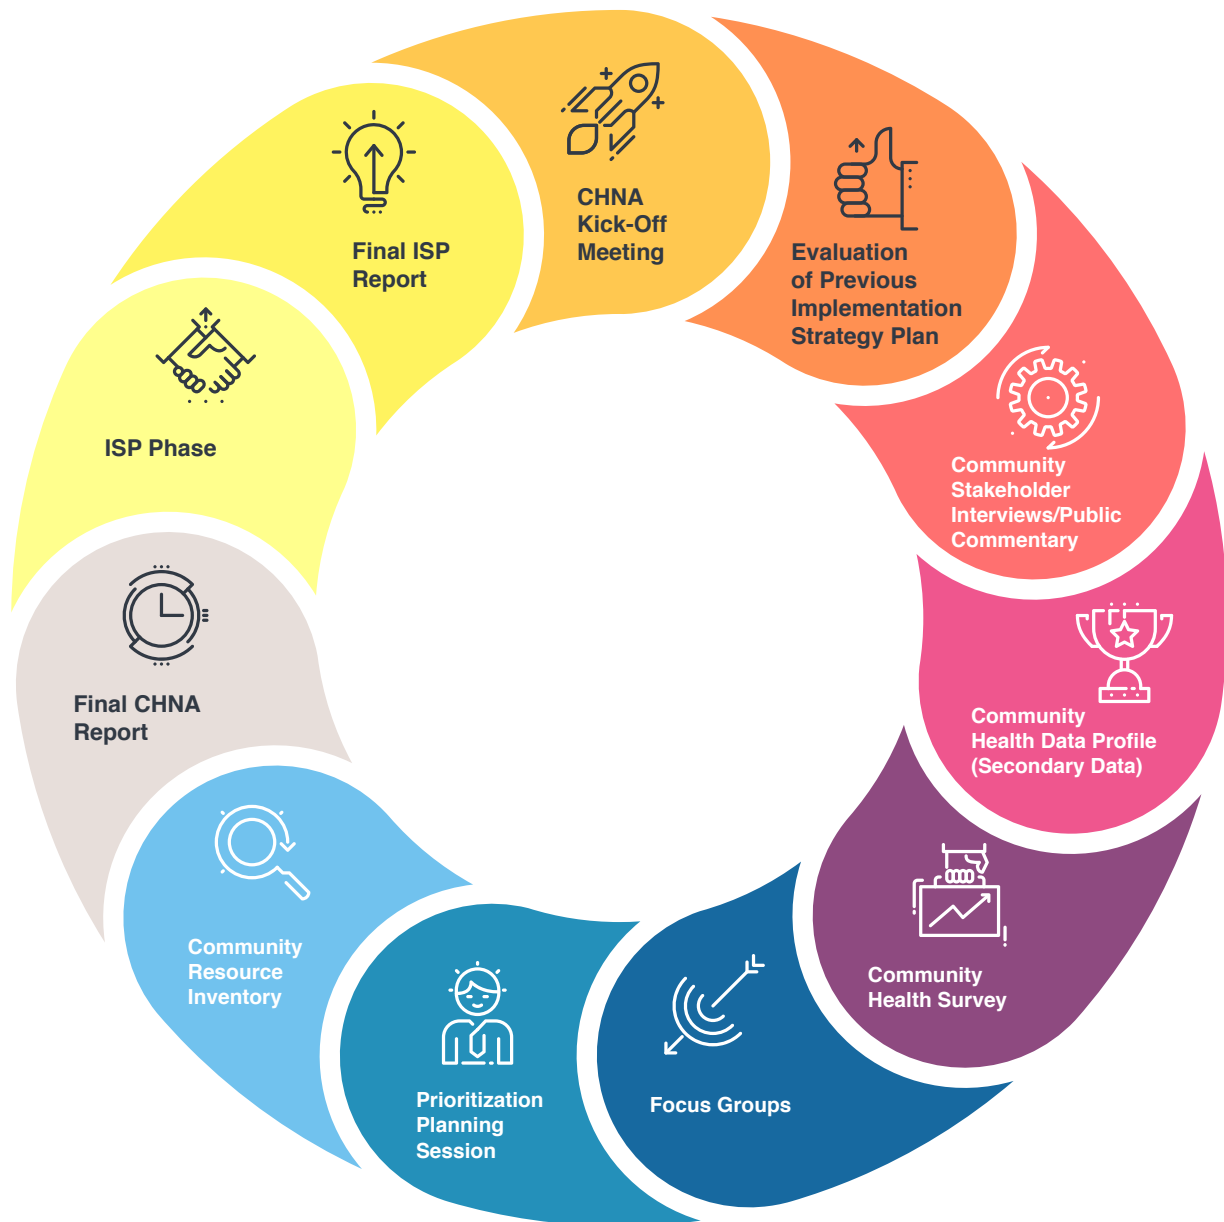 CHNA
Kick-Off
Meeting
Evaluation
of Previous
Implementation
Strategy Plan
Community
Stakeholder
Interviews/Public
Commentary
Community
Health Data Profile
(Secondary Data)
Community
Health Survey
Focus Groups
Prioritization
Planning
Session
Community
Resource
Inventory
Final CHNA
Report
ISP Phase
Final ISP
Report